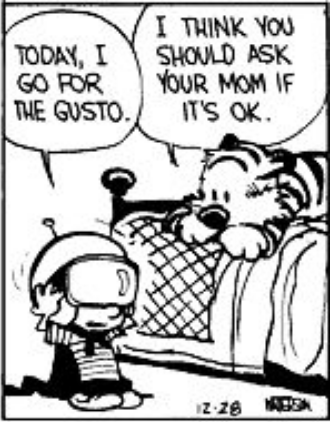 TODAY, I
GO FOR
THE GUSTO.
I THINK YOU
SHOULD ASK
YOUR MOM IF
IT'S OK.
12-28
WATTERSON